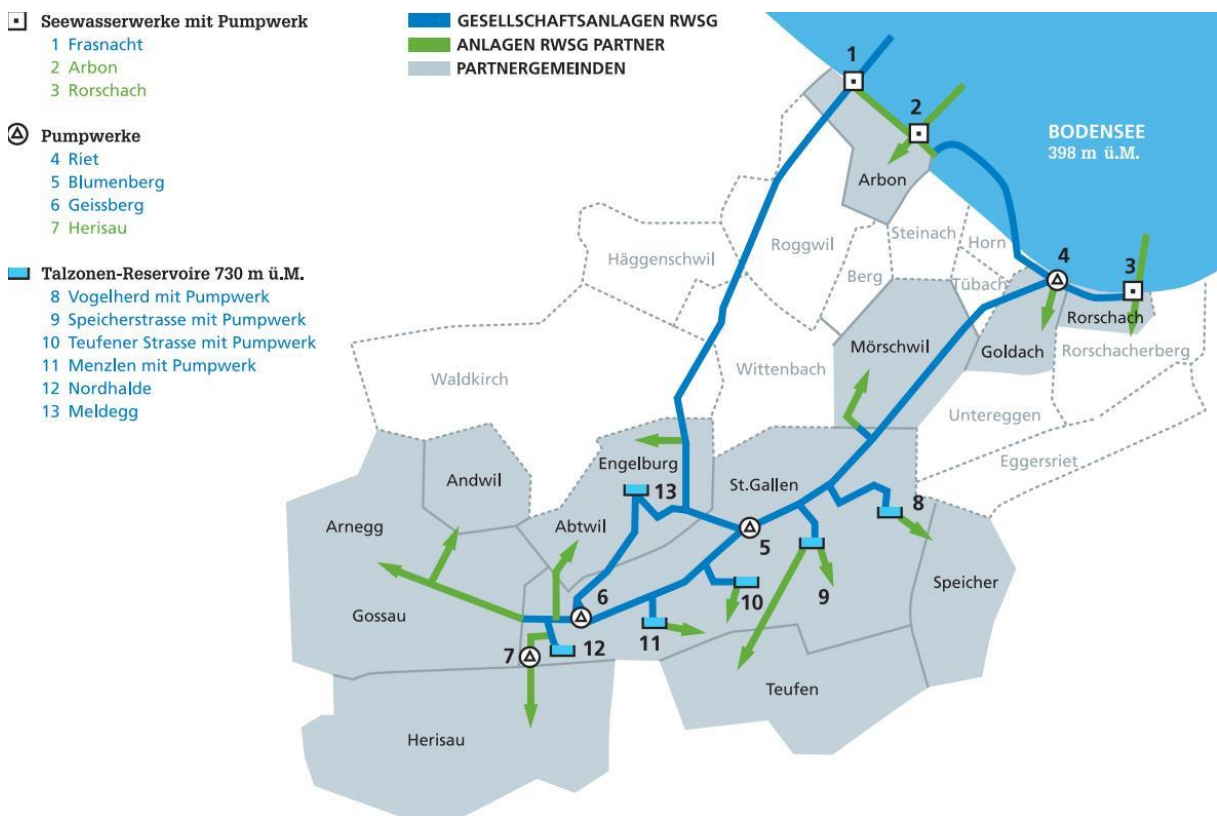 Seewasserwerke mit Pumpwerk
1 Frasnacht
2 Arbon
3 Rorschach
Pumpwerke
4 Riet
5 Blumenberg
6 Geissberg
7 Herisau
Talzonen-Reservoire 730 m ü.M.
8 Vogelherd mit Pumpwerk
9 Speicherstrasse mit Pumpwerk
10 Teufener Strasse mit Pumpwerk
11 Menzlen mit Pumpwerk
12 Nordhalde
13 Meldegg
GESELLSCHAFTSANLAGEN RWSG
ANLAGEN RWSG PARTNER
PARTNERGEMEINDEN
1
2
BODENSEE
398 m ü.M.
Arbon
Steinach
Horn
Roggwil
Häggenschwil
Berg
Tübach
4
3
Rorschach
Mörschwil
Goldach
Rorschacherberg
Wittenbach
Waldkirch
Untereggen
Eggersriet
Engelburg
St.Gallen
Andwil
13
8
Arnegg
Abtwil
5
Speicher
6
10
9
Gossau
11
12
7
Teufen
Herisau